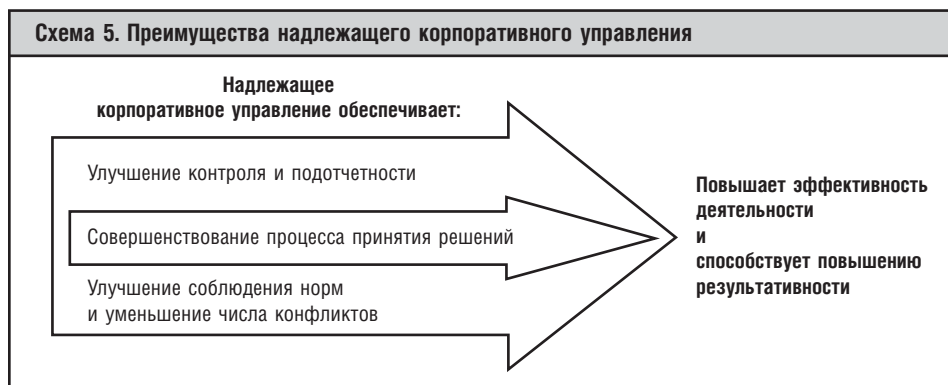 Схема 5. Преимущества надлежащего корпоративного управления
Надлежащее
корпоративное управление обеспечивает:
Улучшение контроля и подотчетности
Совершенствование процесса принятия решений
Улучшение соблюдения норм
и уменьшение числа конфликтов
Повышает эффективность
деятельности
и
способствует повышению
результативности